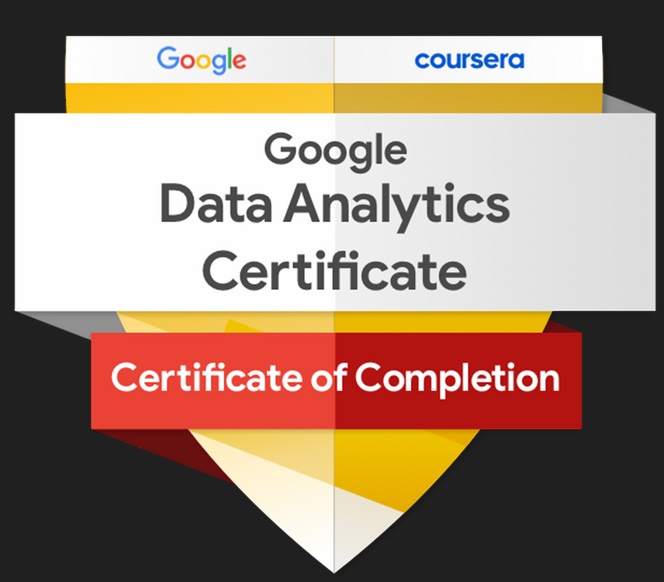 Google
coursera
Google
Data Analytics
Certificate
Certificate of Completion